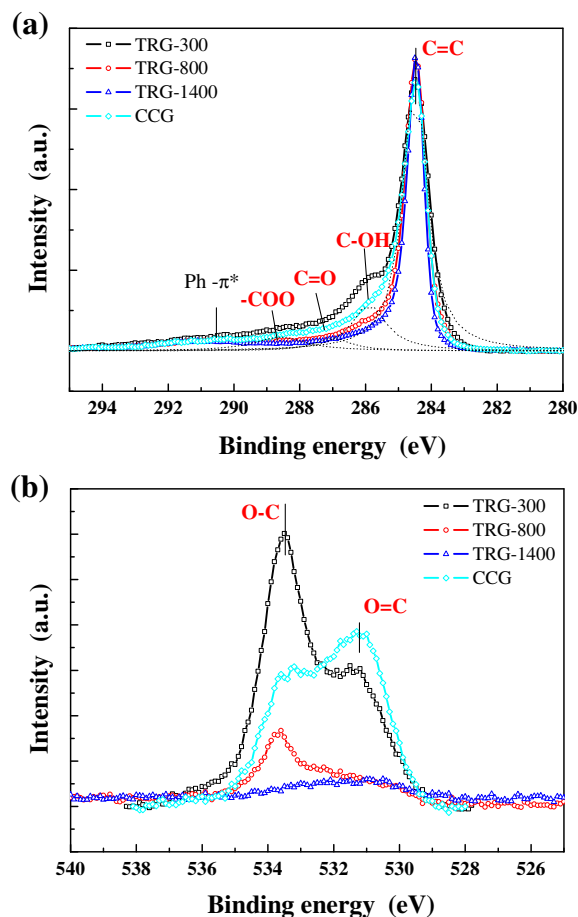 (a)
TRG-300
TRG-800
TRG-1400
CCG
C=C
C-OH
C=O
-COO
Ph -π*
Intensity (a.u.)
294 292 290 288 286 284 282 280
Binding energy (eV)
(b)
O-C
O=C
TRG-300
TRG-800
TRG-1400
CCG
Intensity (a.u.)
540 538 536 534 532 530 528 526
Binding energy (eV)